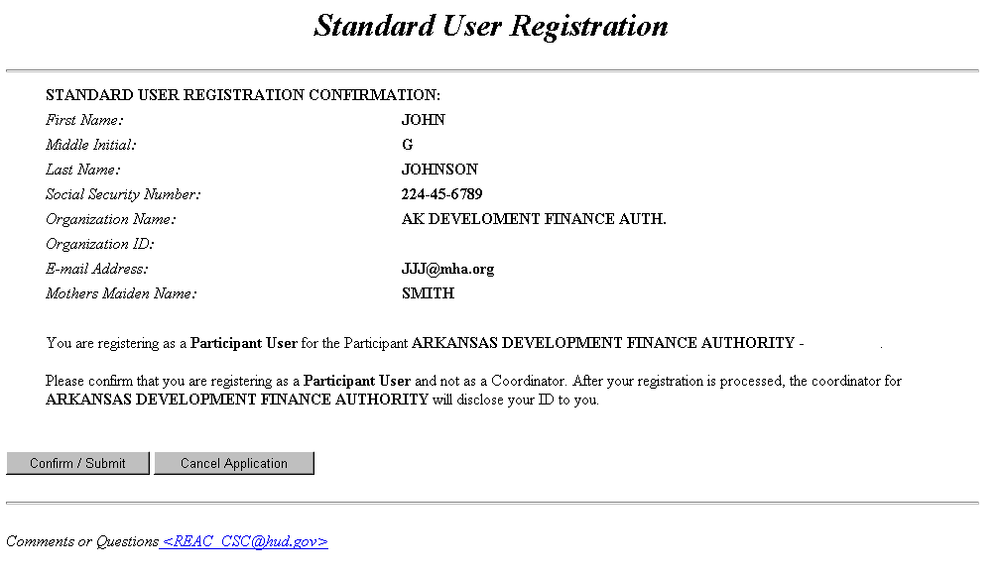 Standard User Registration
STANDARD USER REGISTRATION CONFIRMATION:
First Name: JOHN
Middle Initial: G
Last Name: JOHNSON
Social Security Number: 224-45-6789
Organization Name: AK DEVELOMENT FINANCE AUTH.
Organization ID:
E-mail Address: JJJ@mha.org
Mothers Maiden Name: SMITH
You are registering as a Participant User for the Participant ARKANSAS DEVELOPMENT FINANCE AUTHORITY - .
Please confirm that you are registering as a Participant User and not as a Coordinator. After your registration is processed, the coordinator for
ARKANSAS DEVELOPMENT FINANCE AUTHORITY will disclose your ID to you.
Confirm / Submit Cancel Application
Comments or Questions <REAC_CSC@hud.gov>